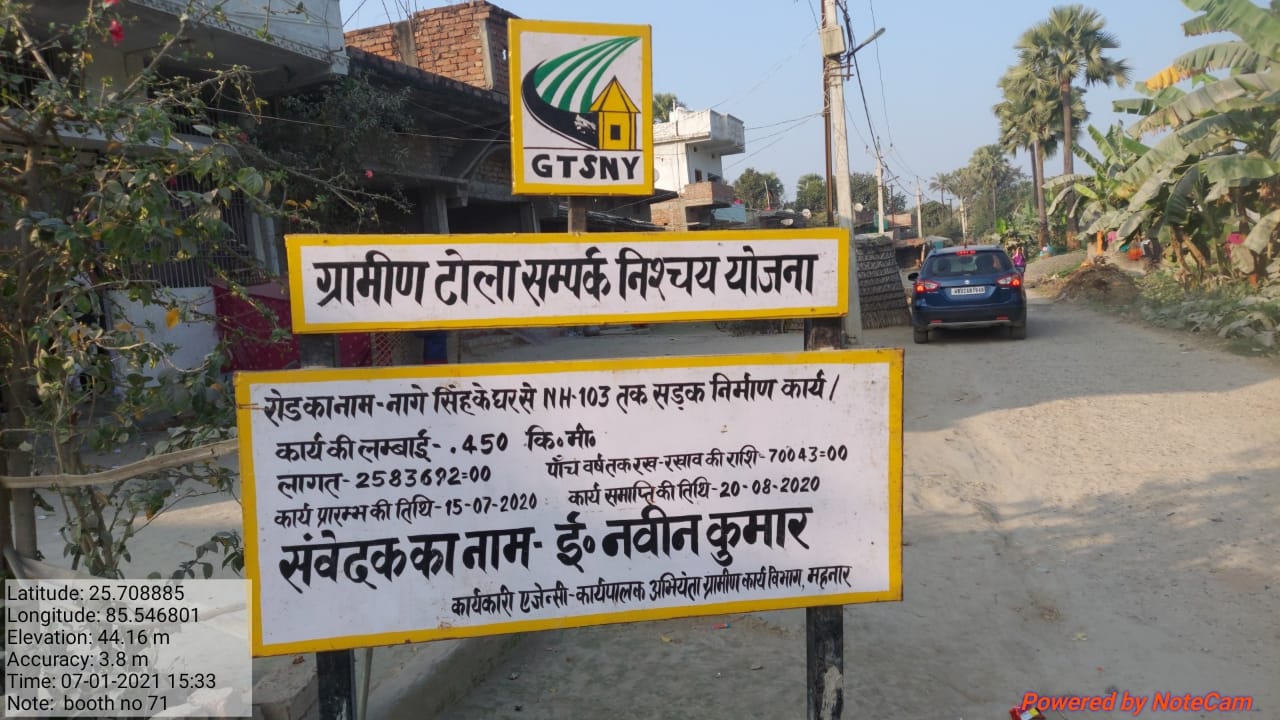 GTSNY
ग्रामीण टोला सम्पर्क निश्चय योजना
रोड का नाम-नागे सिंह के घर से NH-103 तक सड़क निर्माण कार्य/
कार्य की लम्बाई- .450 कि॰मी॰
लागत-2583692=00 पाँच वर्ष तक रख-रखाव की राशि-70043=00
कार्य प्रारम्भ की तिथि-15-07-2020 कार्य समाप्ति की तिथि-20-08-2020
संवेदक का नाम- ई॰ नवीन कुमार
कार्यकारी एजेन्सी-कार्यपालक अभियंता ग्रामीण कार्य विभाग, महनार
Latitude: 25.708885
Longitude: 85.546801
Elevation: 44.16 m
Accuracy: 3.8 m
Time: 07-01-2021 15:33
Note: booth no 71
Powered by NoteCam